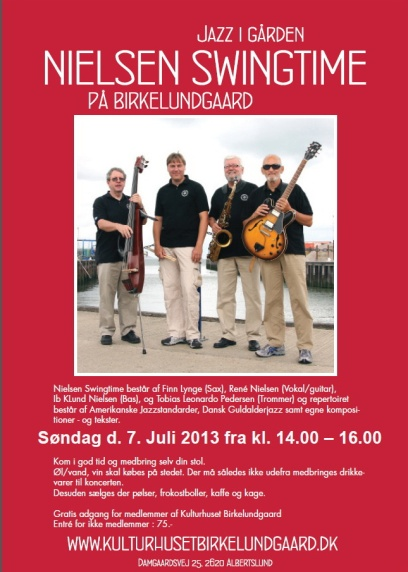 JAZZ I GÅRDEN
NIELSEN SWINGTIME
PÅ BIRKELUNDGAARD
Nielsen Swingtime består af Finn Lynge (Sax), René Nielsen (Vokal/guitar),
Ib KLund Nielsen (Bas), og Tobias Leonardo Pedersen (Trommer) og repertoiret
består af Amerikanske Jazzstandarder, Dansk Guldalderjazz samt egne komposi-
tioner - og tekster.
Søndag d. 7. Juli 2013 fra kl. 14.00 – 16.00
Kom i god tid og medbring selv din stol.
Øl/vand, vin skal købes på stedet. Der må således ikke udefra medbringes drikke-
varer til koncerten.
Desuden sælges der pølser, frokostboller, kaffe og kage.
Gratis adgang for medlemmer af Kulturhuset Birkelundgaard
Entré for ikke medlemmer : 75.-
WWW.KULTURHUSETBIRKELUNDGAARD.DK
DAMGAARDSVEJ 25, 2620 ALBERTSLUND